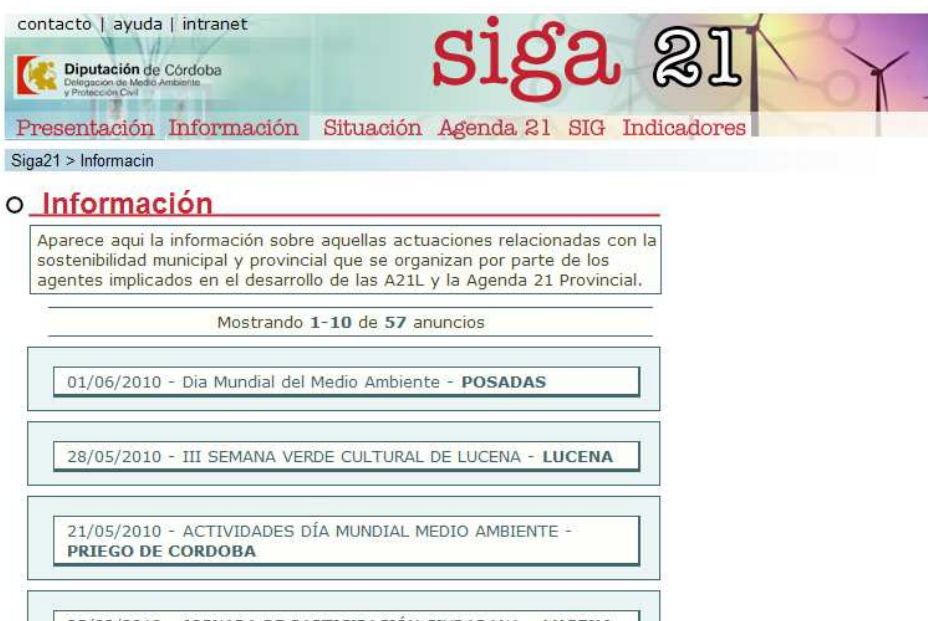 contacto | ayuda | intranet
siga 21
Diputación de Córdoba
Delegación de Medio Ambiente
y Protección Civil
Presentación Información Situación Agenda 21 SIG Indicadores
Siga21 > Informacin
Información
Aparece aqui la información sobre aquellas actuaciones relacionadas con la
sostenibilidad municipal y provincial que se organizan por parte de los
agentes implicados en el desarrollo de las A21L y la Agenda 21 Provincial.
Mostrando 1-10 de 57 anuncios
01/06/2010 - Dia Mundial del Medio Ambiente - POSADAS
28/05/2010 - III SEMANA VERDE CULTURAL DE LUCENA - LUCENA
21/05/2010 - ACTIVIDADES DÍA MUNDIAL MEDIO AMBIENTE -
PRIEGO DE CORDOBA